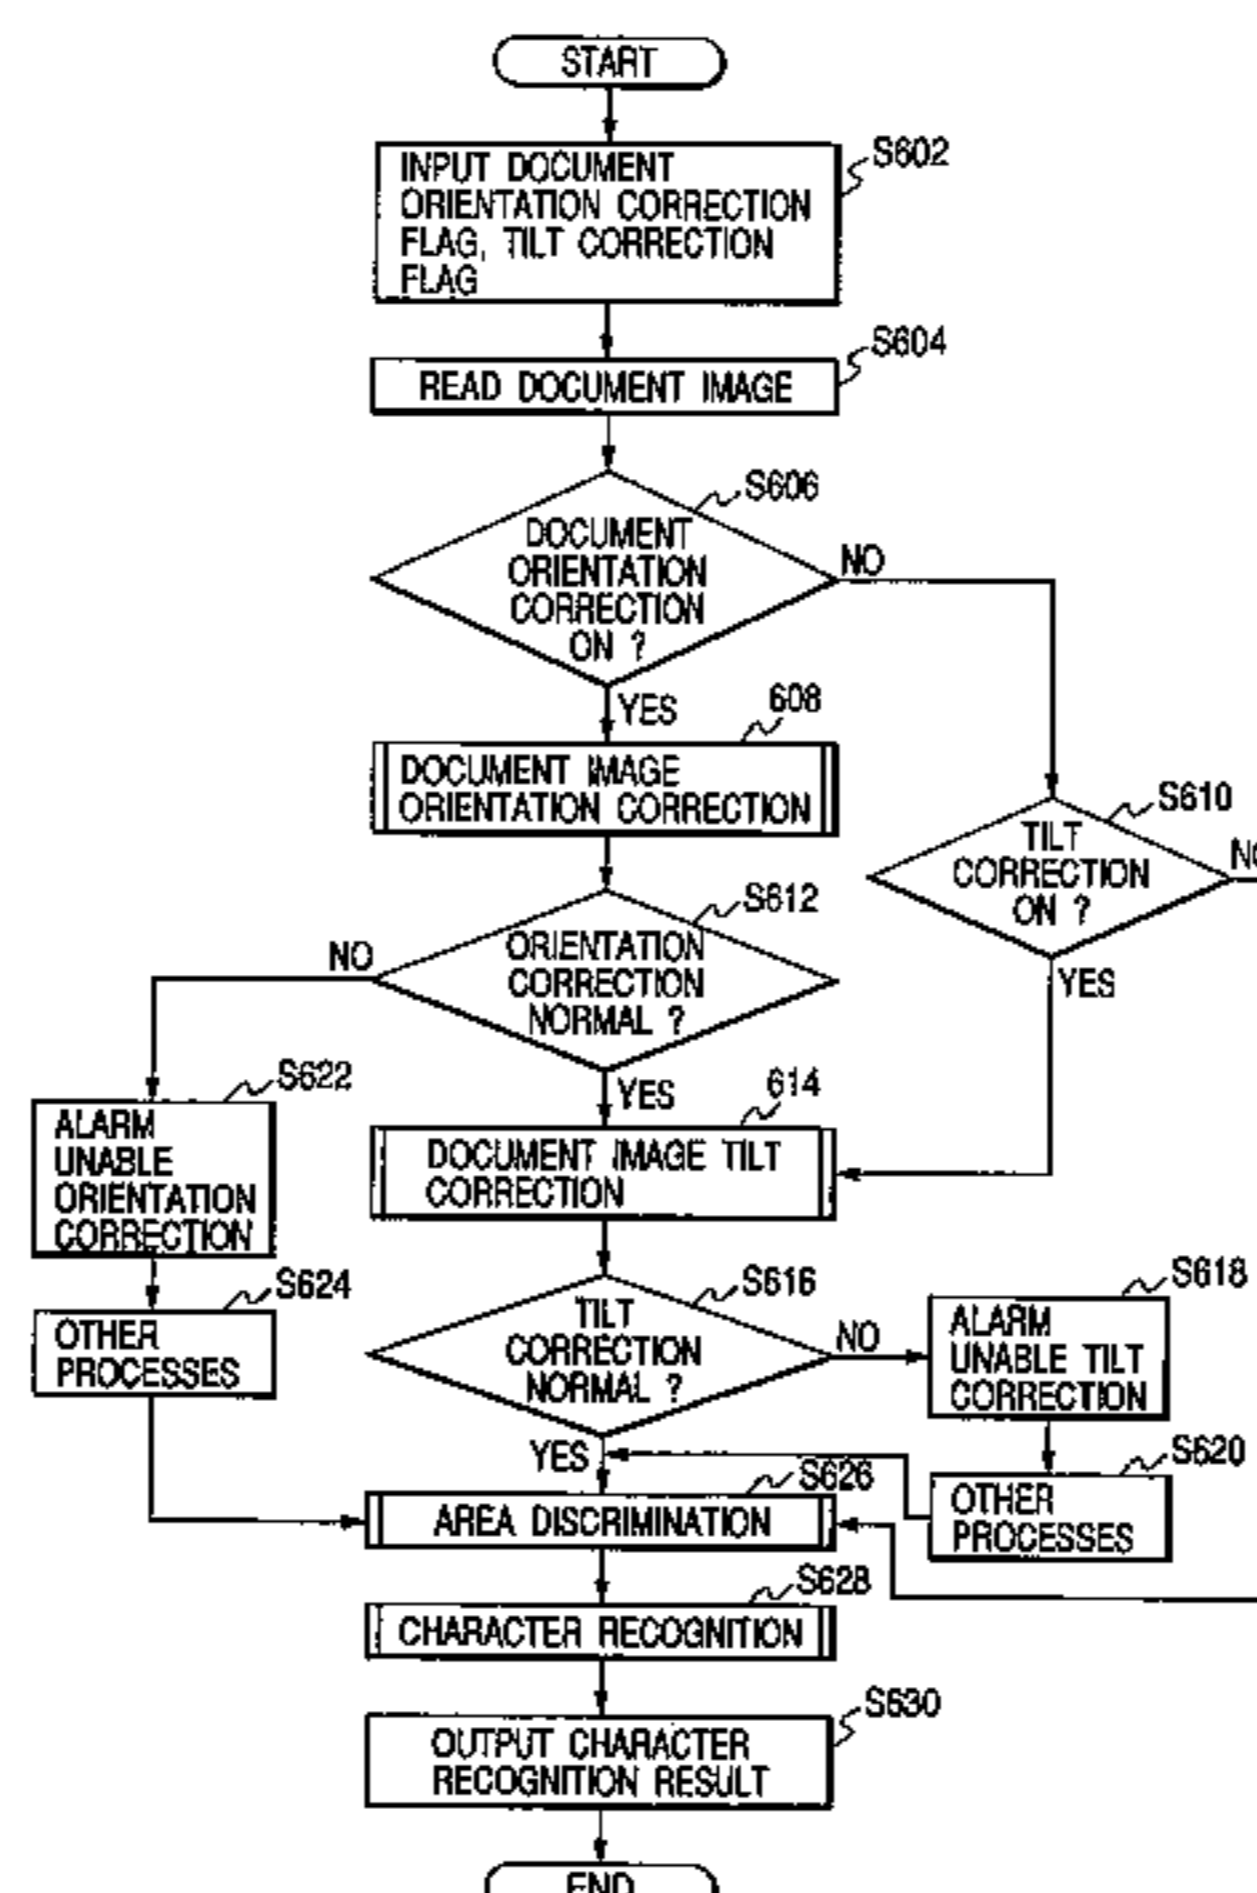 START
S602
INPUT DOCUMENT
ORIENTATION CORRECTION
FLAG, TILT CORRECTION
FLAG
S604
READ DOCUMENT IMAGE
S606
DOCUMENT
ORIENTATION
CORRECTION
ON ?
NO
YES
608
DOCUMENT IMAGE
ORIENTATION CORRECTION
S610
TILT
CORRECTION
ON ?
NO
YES
S612
ORIENTATION
CORRECTION
NORMAL ?
NO
YES
S622
ALARM
UNABLE
ORIENTATION
CORRECTION
614
DOCUMENT IMAGE TILT
CORRECTION
S624
OTHER
PROCESSES
S616
TILT
CORRECTION
NORMAL ?
NO
YES
S618
ALARM
UNABLE TILT
CORRECTION
S620
OTHER
PROCESSES
S626
AREA DISCRIMINATION
S628
CHARACTER RECOGNITION
S630
OUTPUT CHARACTER
RECOGNITION RESULT
END